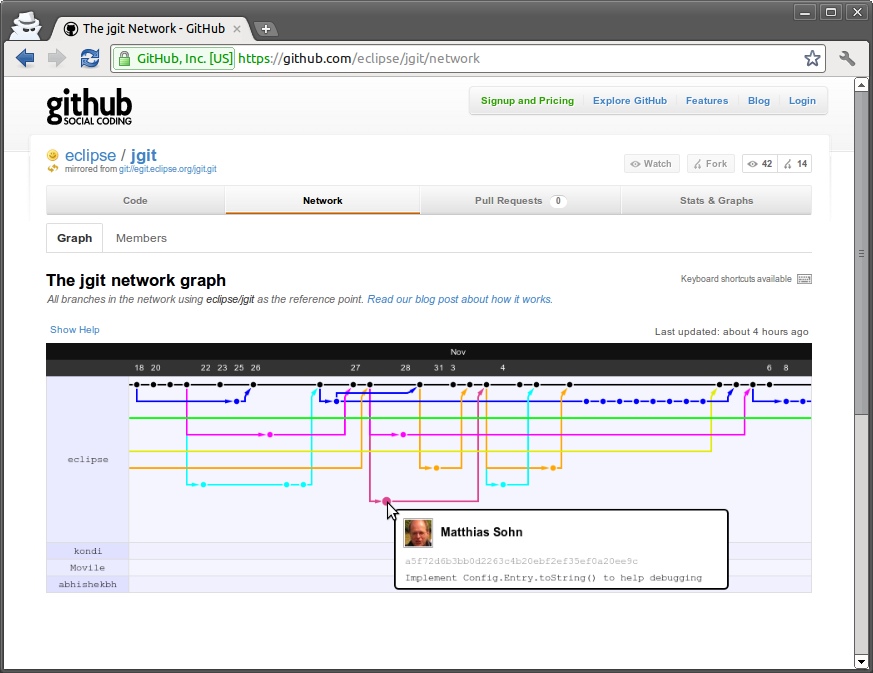 The jgit Network - GitHub
GitHub, Inc. [US] https://github.com/eclipse/jgit/network
github
SOCIAL CODING
Signup and Pricing Explore GitHub Features Blog Login
eclipse / jgit
mirrored from git://egit.eclipse.org/jgit.git
Watch Fork 42 14
Code Network Pull Requests 0 Stats & Graphs
Graph Members
The jgit network graph
Keyboard shortcuts available
All branches in the network using eclipse/jgit as the reference point. Read our blog post about how it works.
Show Help
Last updated: about 4 hours ago
Nov
18 20 22 23 25 26 27 28 31 3 4 6 8
eclipse
Matthias Sohn
a5f72d6b3bb0d2263c4b20ebf2ef35ef0a20ee9c
Implement Config.Entry.toString() to help debugging
kondi
Movile
abhishekbh